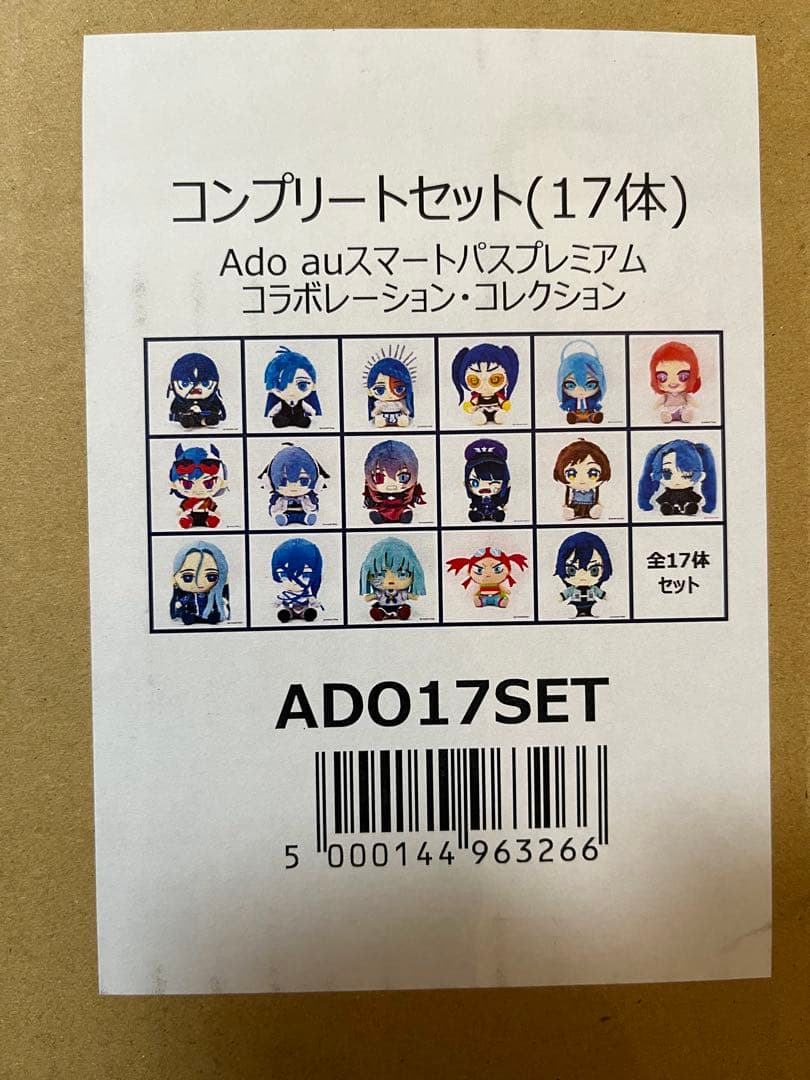 コンプリートセット(17体)
Ado auスマートパスプレミアム
コラボレーション・コレクション
全17体
セット
ADO17SET
5 000144 963266